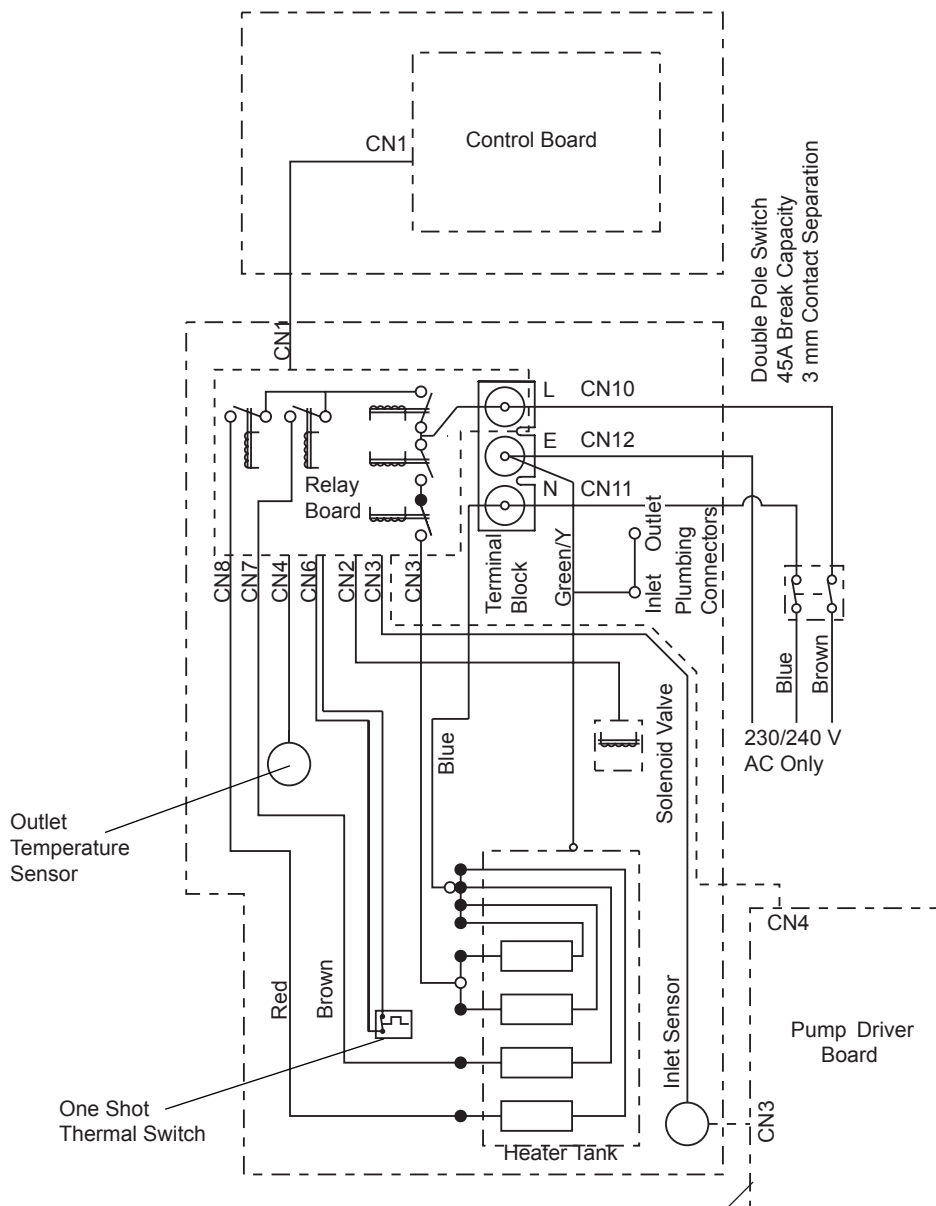 CN1
Control Board
Double Pole Switch
45A Break Capacity
3 mm Contact Separation
CN1
L
CN10
E
CN12
N
CN11
Relay
Board
Terminal
Block
Green/Y
Inlet
Outlet
Plumbing
Connectors
CN8
CN7
CN4
CN6
CN2
CN3
CN3
Blue
Brown
230/240 V
AC Only
Blue
Solenoid Valve
Outlet
Temperature
Sensor
Red
Brown
Inlet Sensor
CN4
Pump Driver
Board
CN3
One Shot
Thermal Switch
Heater Tank